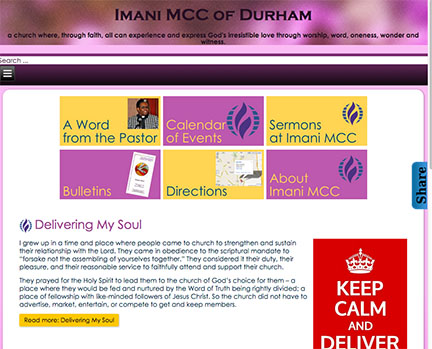 Imani MCC of Durham
a church where, through faith, all can experience and express God's irresistible love through worship, word, oneness, wonder and
witness.
Search ...
A Word
from the Pastor
Calendar
of Events
Sermons
at Imani MCC
Bulletins
Directions
About
Imani MCC
Share
Delivering My Soul
I grew up in a time and place where people came to church to strengthen and sustain
their relationship with the Lord. They came in obedience to the scriptural mandate to
"forsake not the assembling of yourselves together." They considered it their duty, their
pleasure, and their reasonable service to faithfully attend and support their church.
They prayed for the Holy Spirit to lead them to the church of God's choice for them – a
place where they would be fed and nurtured by the Word of Truth being rightly divided; a
place of fellowship with like-minded followers of Jesus Christ. So the church did not have to
advertise, market, entertain, or compete to get and keep members.
Read more: Delivering My Soul
KEEP
CALM
AND
DELIVER